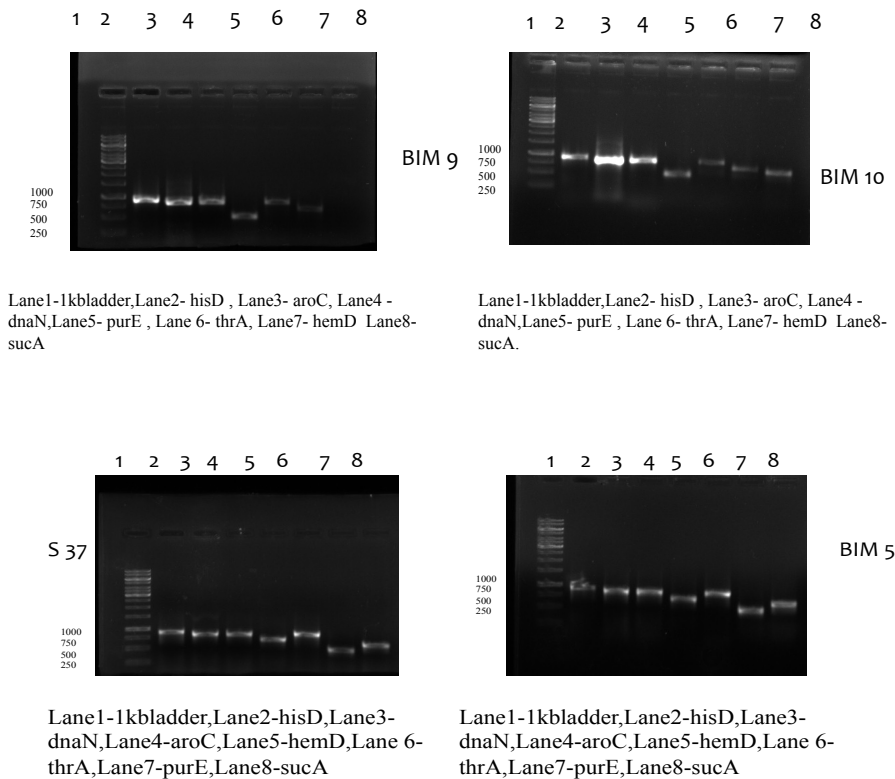 1 2 3 4 5 6 7 8
1000
750
500
250
BIM 9
Lane1-1kbladder,Lane2- hisD , Lane3- aroC, Lane4 -
dnaN,Lane5- purE , Lane 6- thrA, Lane7- hemD Lane8-
sucA
1 2 3 4 5 6 7 8
1000
750
500
250
BIM 10
Lane1-1kbladder,Lane2- hisD , Lane3- aroC, Lane4 -
dnaN,Lane5- purE , Lane 6- thrA, Lane7- hemD Lane8-
sucA.
1 2 3 4 5 6 7 8
S 37
1000
750
500
250
Lane1-1kbladder,Lane2-hisD,Lane3-
dnaN,Lane4-aroC,Lane5-hemD,Lane 6-
thrA,Lane7-purE,Lane8-sucA
1 2 3 4 5 6 7 8
1000
750
500
250
BIM 5
Lane1-1kbladder,Lane2-hisD,Lane3-
dnaN,Lane4-aroC,Lane5-hemD,Lane 6-
thrA,Lane7-purE,Lane8-sucA